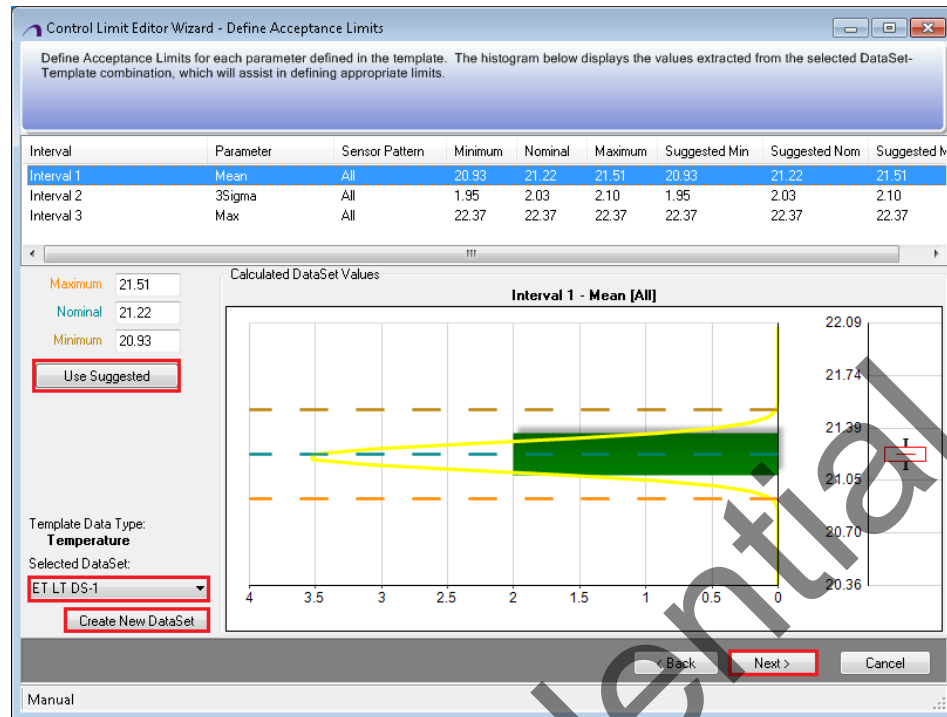 Control Limit Editor Wizard - Define Acceptance Limits
Define Acceptance Limits for each parameter defined in the template. The histogram below displays the values extracted from the selected DataSet-
Template combination, which will assist in defining appropriate limits.
Interval Parameter Sensor Pattern Minimum Nominal Maximum Suggested Min Suggested Nom Suggested M
Interval 1 Mean All 20.93 21.22 21.51 20.93 21.22 21.51
Interval 2 3Sigma All 1.95 2.03 2.10 1.95 2.03 2.10
Interval 3 Max All 22.37 22.37 22.37 22.37 22.37 22.37
Maximum 21.51
Nominal 21.22
Minimum 20.93
Use Suggested
Template Data Type:
Temperature
Selected DataSet:
ET LT DS-1
Create New DataSet
Calculated DataSet Values
Interval 1 - Mean [All]
22.09
21.74
21.39
21.05
20.70
20.36
4 3.5 3 2.5 2 1.5 1 0.5 0
< Back Next > Cancel
Manual
ential